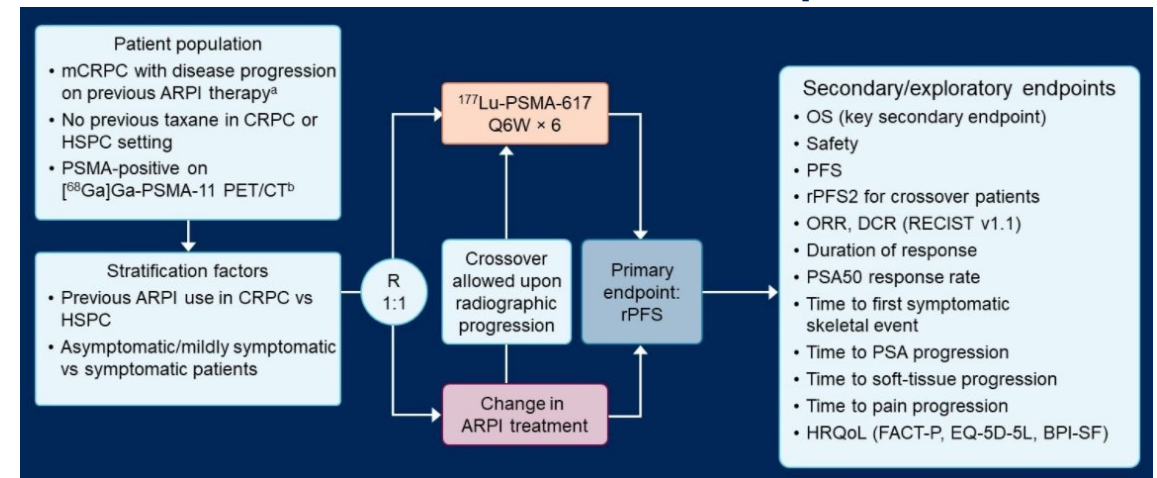 Patient population
• mCRPC with disease progression
on previous ARPI therapyᵃ
• No previous taxane in CRPC or
HSPC setting
• PSMA-positive on
[⁶⁸Ga]Ga-PSMA-11 PET/CTᵇ
Stratification factors
• Previous ARPI use in CRPC vs
HSPC
• Asymptomatic/mildly symptomatic
vs symptomatic patients
R
1:1
¹⁷⁷Lu-PSMA-617
Q6W × 6
Crossover
allowed upon
radiographic
progression
Change in
ARPI treatment
Primary
endpoint:
rPFS
Secondary/exploratory endpoints
• OS (key secondary endpoint)
• Safety
• PFS
• rPFS2 for crossover patients
• ORR, DCR (RECIST v1.1)
• Duration of response
• PSA50 response rate
• Time to first symptomatic
skeletal event
• Time to PSA progression
• Time to soft-tissue progression
• Time to pain progression
• HRQoL (FACT-P, EQ-5D-5L, BPI-SF)